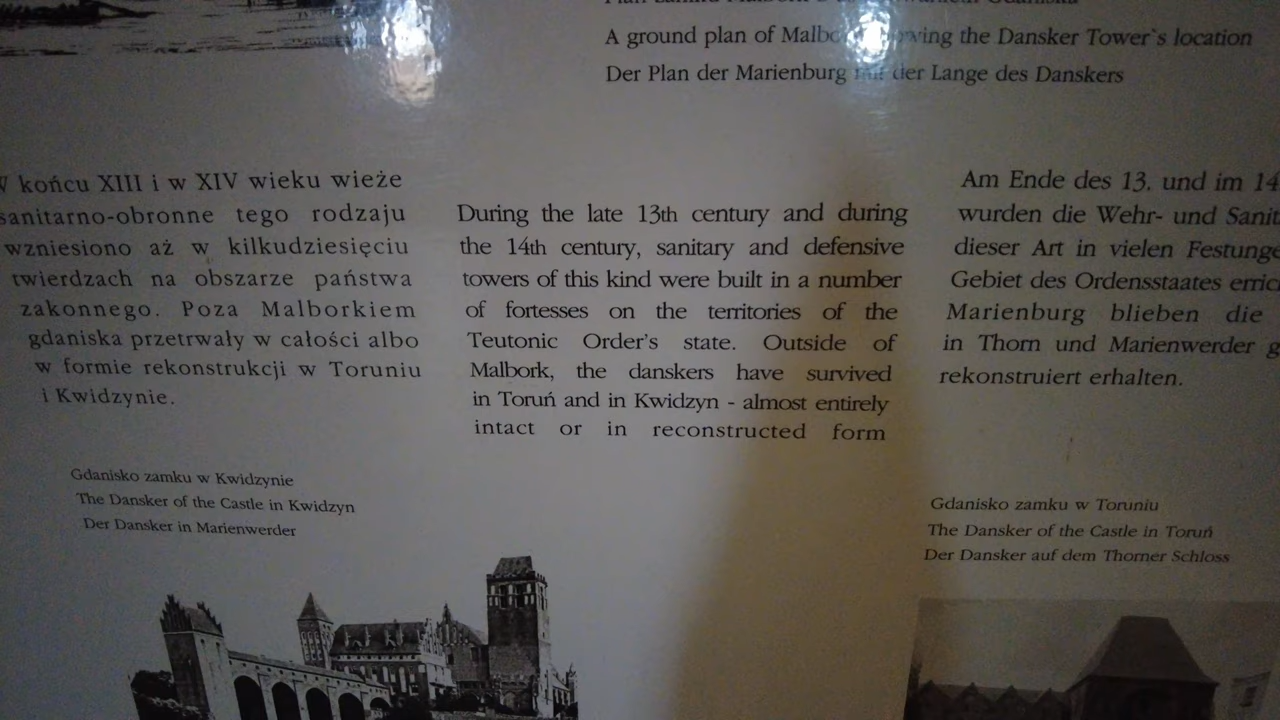 A ground plan of the Dansker Tower`s location
Der Plan der Marienburg der Lange des Danskers
końcu XIII i w XIV wieku wieże
sanitarno-obronne tego rodzaju
wzniesiono aż w kilkudziesięciu
twierdzach na obszarze państwa
zakonnego. Poza Malborkiem
gdaniska przetrwały w całości albo
w formie rekonstrukcji w Toruniu
i Kwidzynie.
During the late 13th century and during
the 14th century, sanitary and defensive
towers of this kind were built in a number
of fortesses on the territories of the
Teutonic Order's state. Outside of
Malbork, the danskers have survived
in Toruń and in Kwidzyn - almost entirely
intact or in reconstructed form
Am Ende des 13. und im 14
wurden die Wehr- und Sanit
dieser Art in vielen Festunge
Gebiet des Ordensstaates erric
Marienburg blieben die
in Thorn und Marienwerder g
rekonstruiert erhalten.
Gdanisko zamku w Kwidzynie
The Dansker of the Castle in Kwidzyn
Der Dansker in Marienwerder
Gdanisko zamku w Toruniu
The Dansker of the Castle in Toruń
Der Dansker auf dem Thorner Schloss